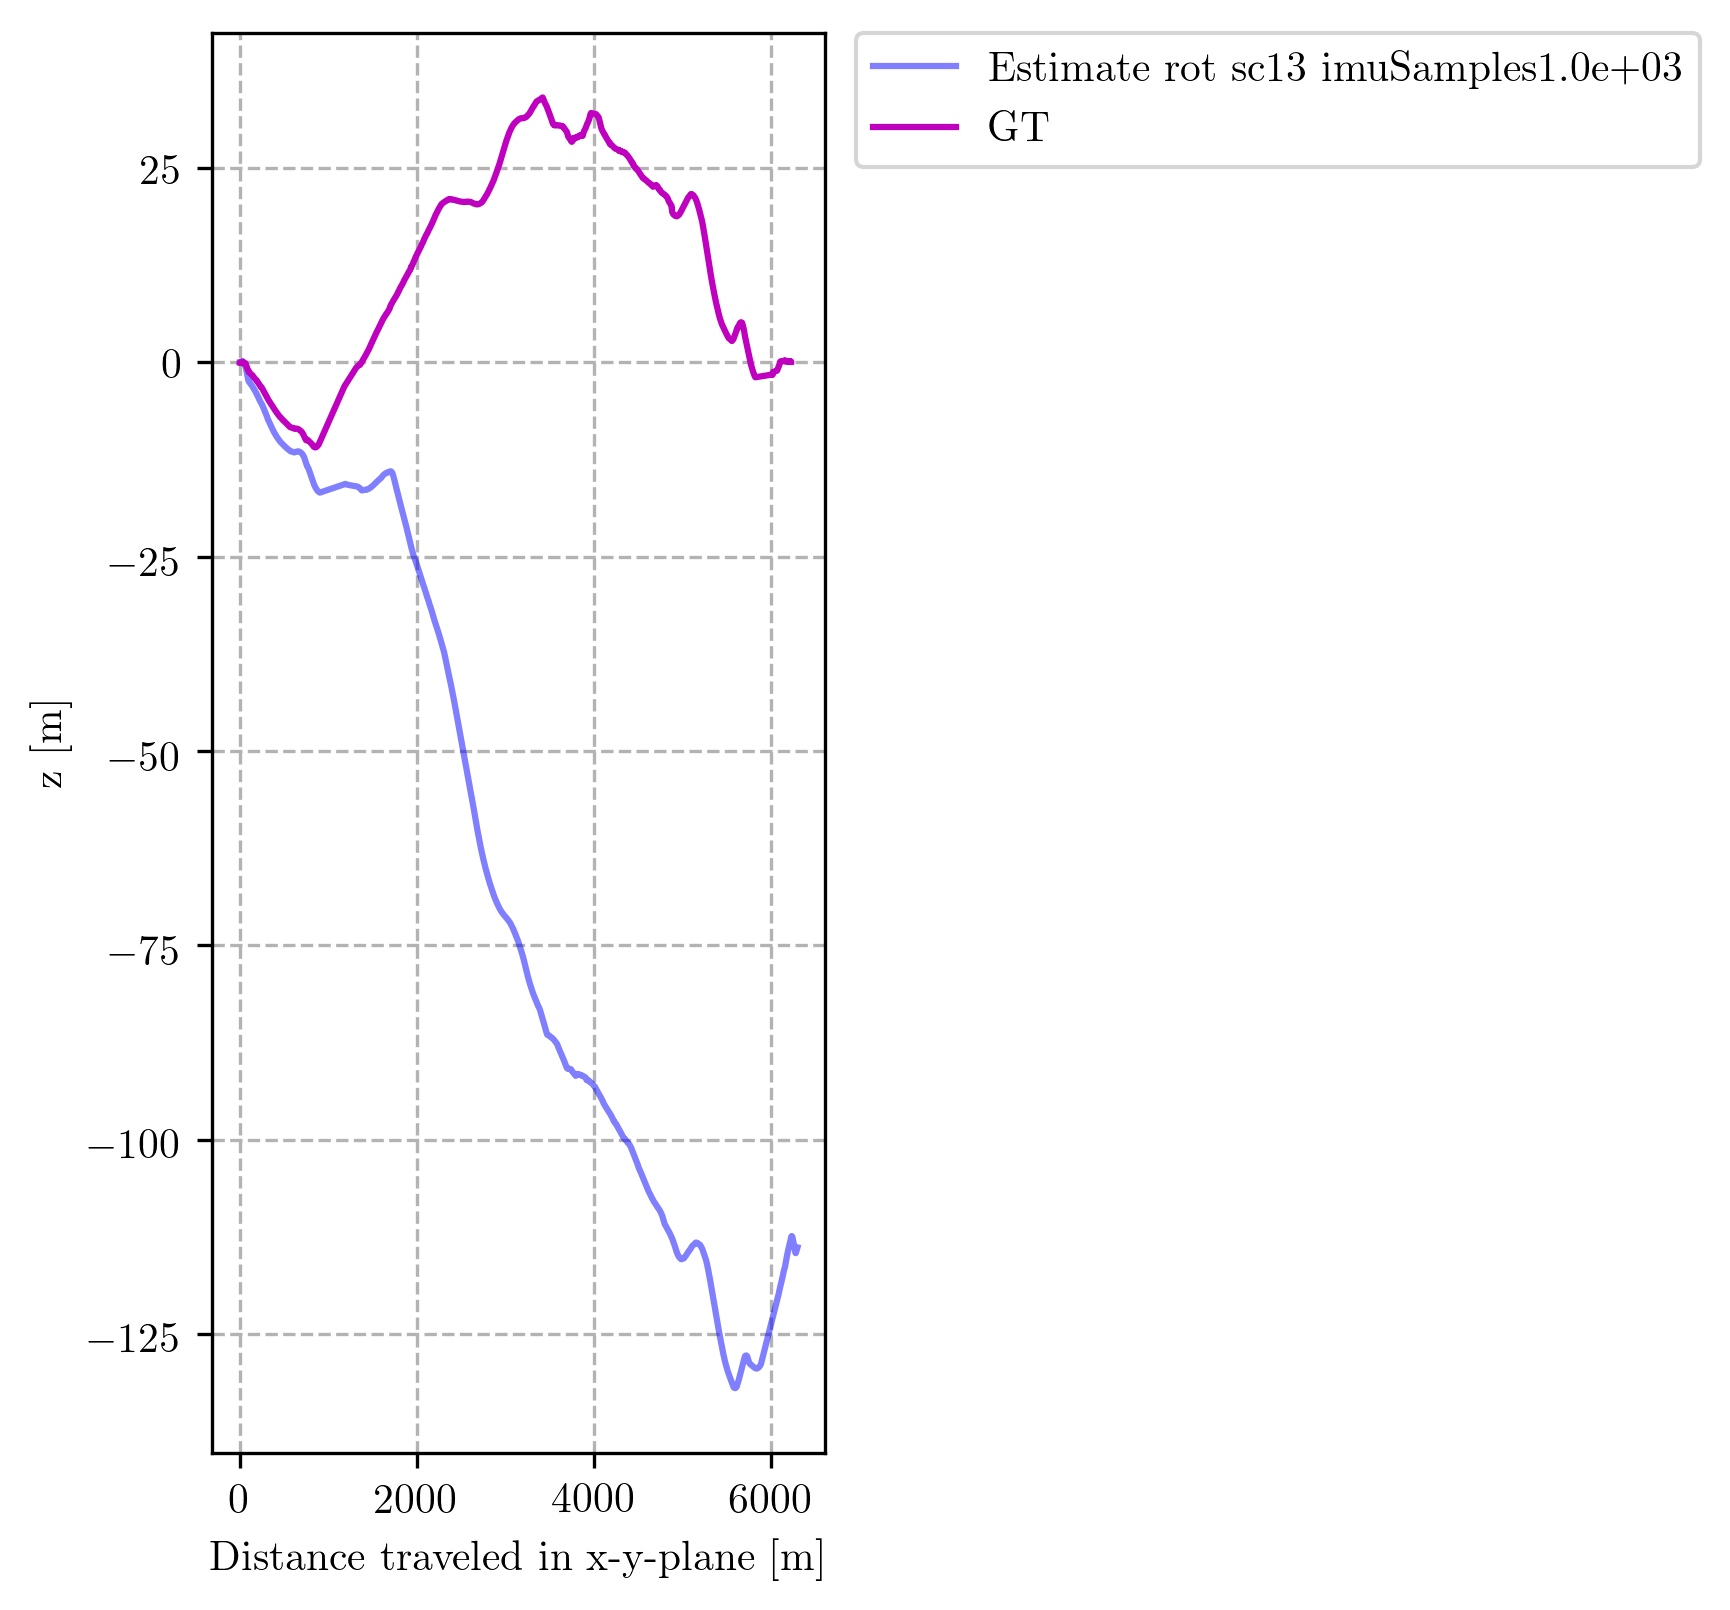 Estimate rot sc13 imuSamples1.0e+03
GT
25
0
−25
−50
−75
−100
−125
z [m]
0 2000 4000 6000
Distance traveled in x-y-plane [m]